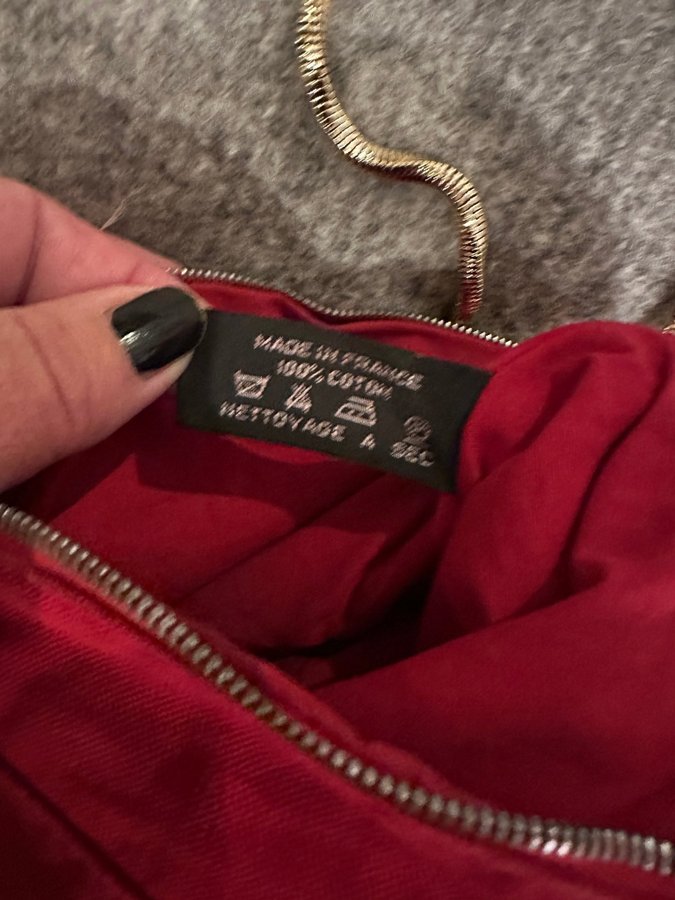 MADE IN FRANCE
100% COTON
NETTOYAGE A SEC